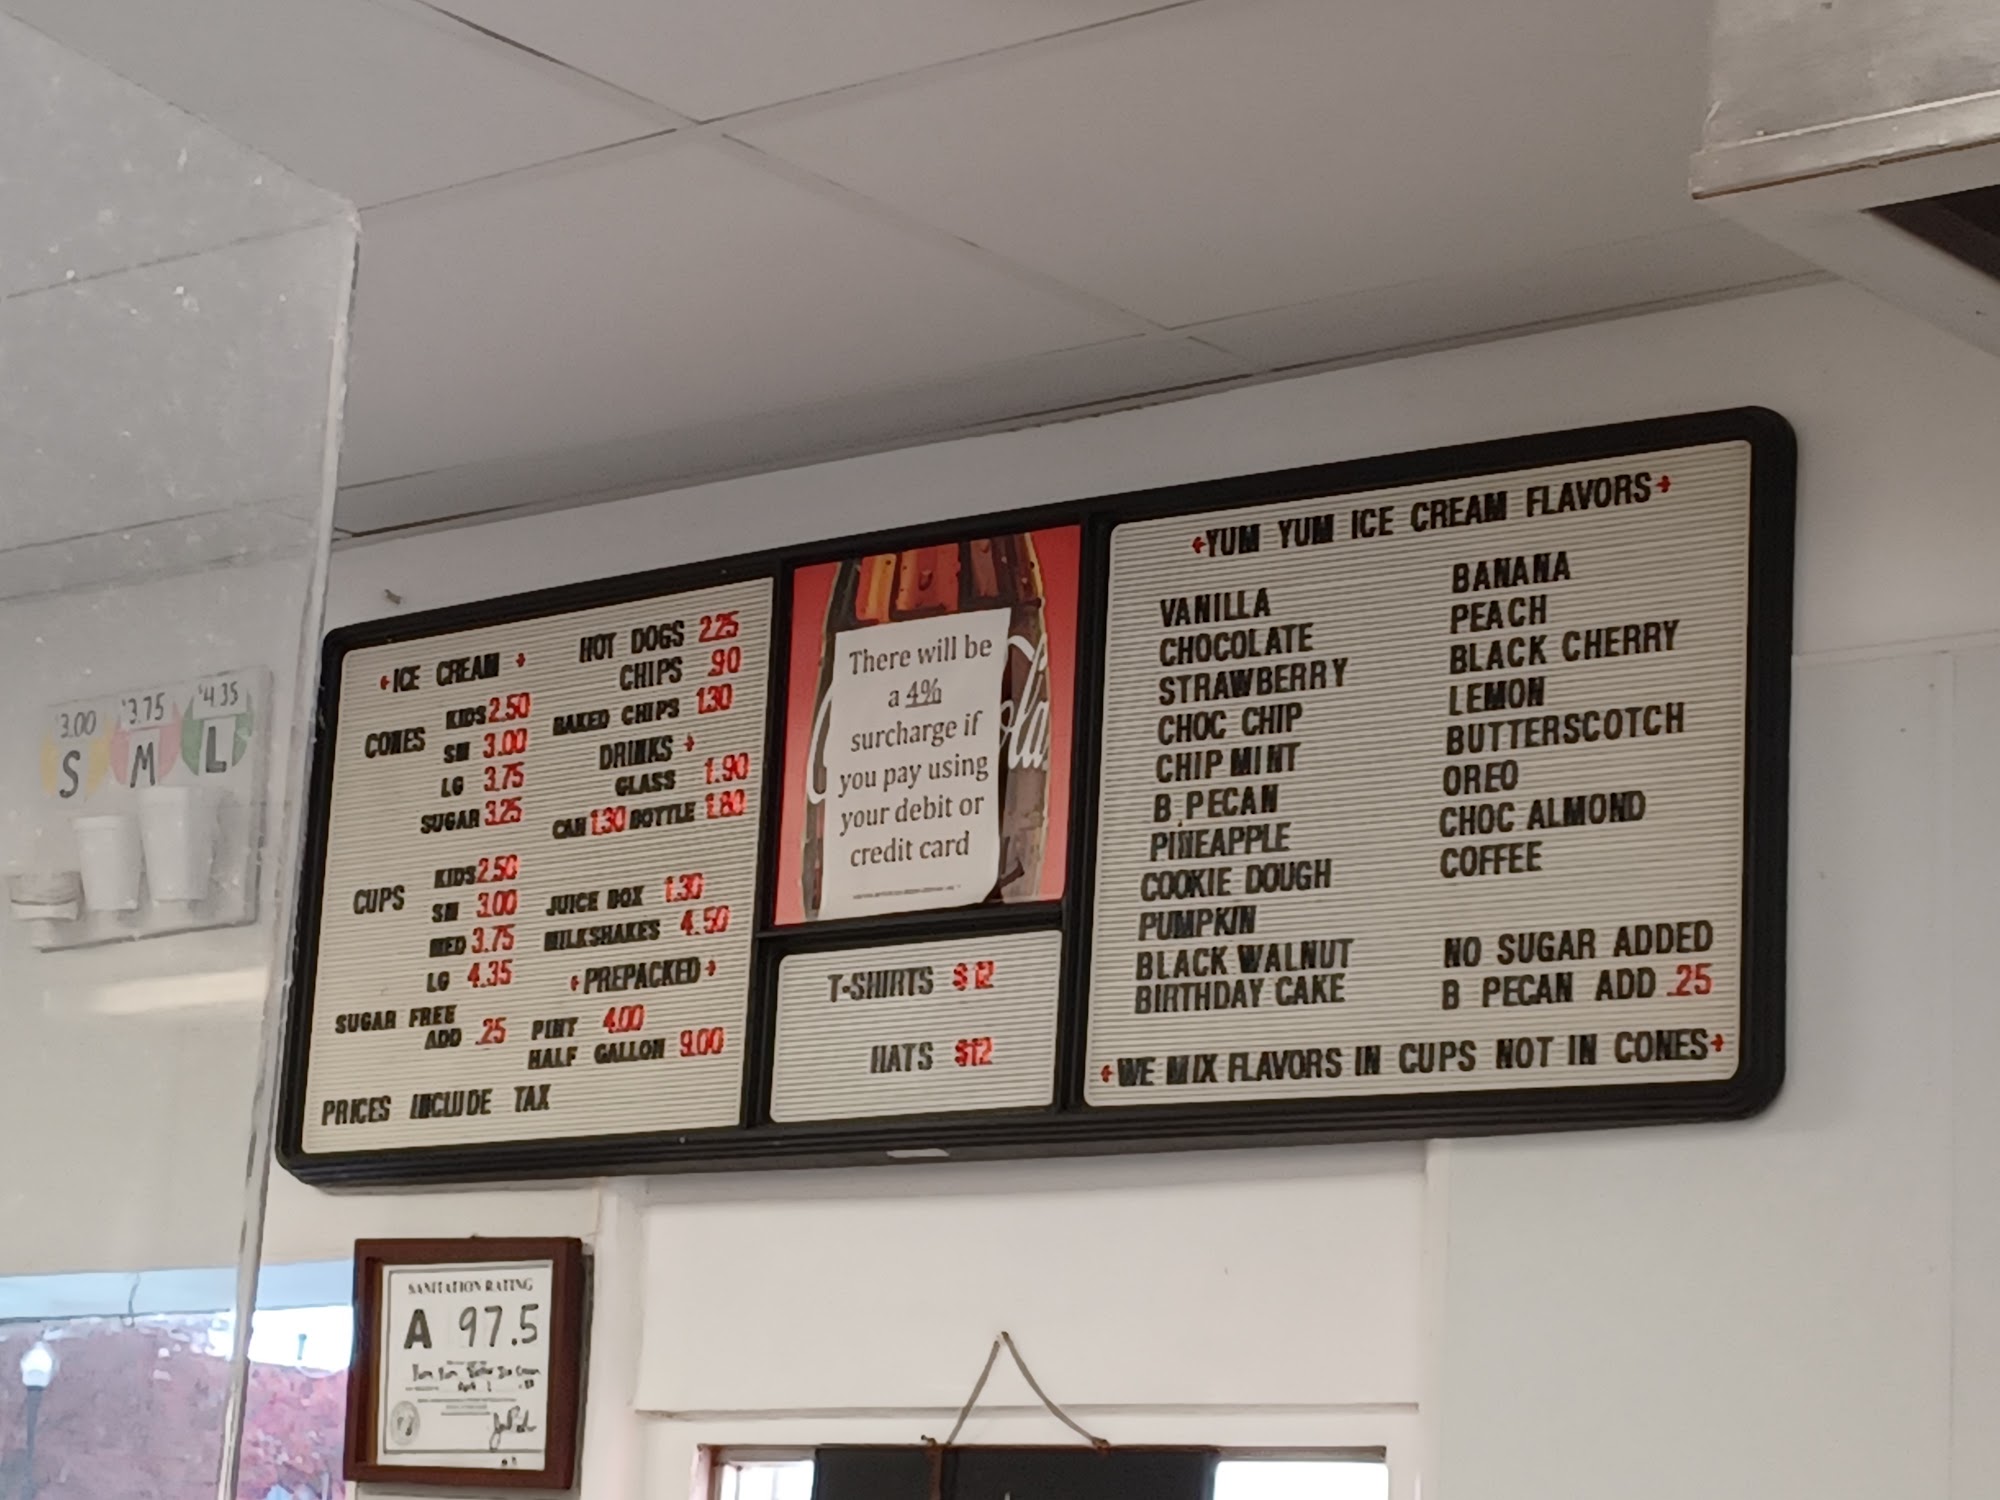 $3.00 $3.75 $4.35
S M L
ICE CREAM
CONES KIDS 2.50
SM 3.00
LG 3.75
SUGAR 3.25
CUPS KIDS 2.50
SM 3.00
MED 3.75
LG 4.35
SUGAR FREE
ADD .25
PRICES INCLUDE TAX
HOT DOGS 2.25
CHIPS .90
BAKED CHIPS 1.30
DRINKS
GLASS 1.90
CAN 1.30 BOTTLE 1.80
JUICE BOX 1.30
MILKSHAKES 4.50
PREPACKED
PINT 4.00
HALF GALLON 9.00
There will be
a 4%
surcharge if
you pay using
your debit or
credit card
T-SHIRTS $12
HATS $12
YUM YUM ICE CREAM FLAVORS
VANILLA
CHOCOLATE
STRAWBERRY
CHOC CHIP
CHIP MINT
B. PECAN
PINEAPPLE
COOKIE DOUGH
PUMPKIN
BLACK WALNUT
BIRTHDAY CAKE
BANANA
PEACH
BLACK CHERRY
LEMON
BUTTERSCOTCH
OREO
CHOC ALMOND
COFFEE
NO SUGAR ADDED
B PECAN ADD .25
WE MIX FLAVORS IN CUPS NOT IN CONES
SANITATION RATING
A 97.5
Yum Yum Better Ice Cream